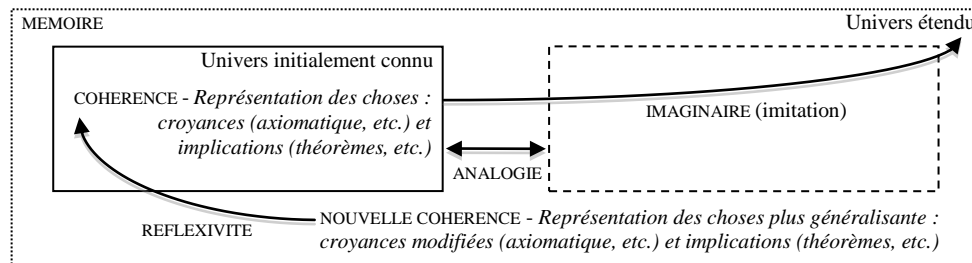 MEMOIRE
Univers étendu
Univers initialement connu
COHERENCE - Représentation des choses :
croyances (axiomatique, etc.) et
implications (théorèmes, etc.)
IMAGINAIRE (imitation)
ANALOGIE
REFLEXIVITE
NOUVELLE COHERENCE - Représentation des choses plus généralisante :
croyances modifiées (axiomatique, etc.) et implications (théorèmes, etc.)